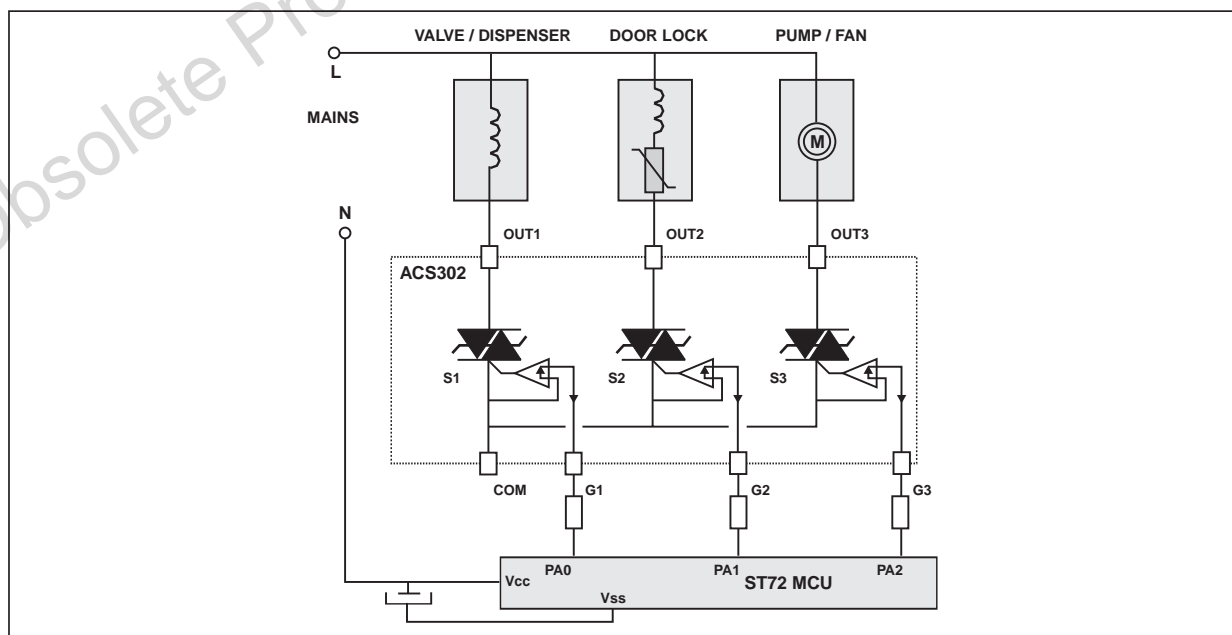 obsolete Pro
VALVE / DISPENSER DOOR LOCK PUMP / FAN
L
MAINS
M
N
OUT1 OUT2 OUT3
ACS302
S1 S2 S3
COM G1 G2 G3
PA0 PA1 PA2
Vcc ST72 MCU
Vss